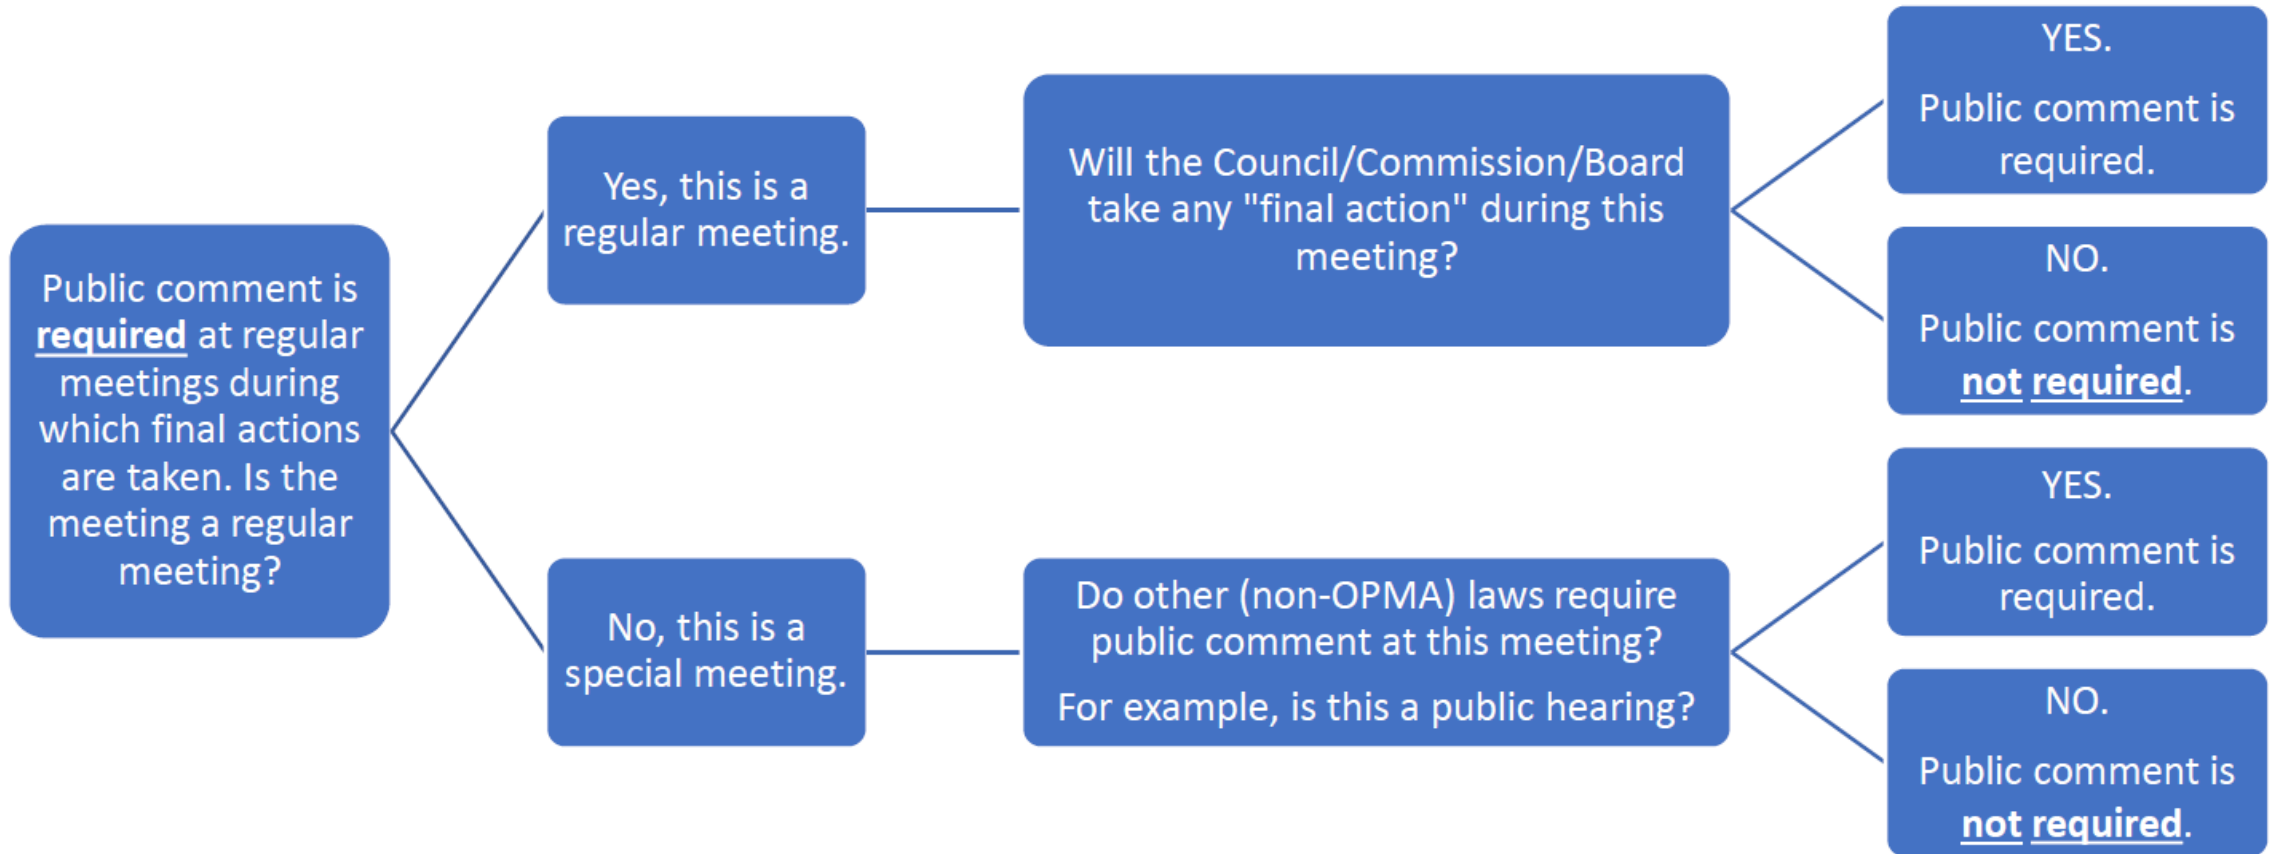 Public comment is
required at regular
meetings during
which final actions
are taken. Is the
meeting a regular
meeting?
Yes, this is a
regular meeting.
Will the Council/Commission/Board
take any "final action" during this
meeting?
YES.
Public comment is
required.
NO.
Public comment is
not required.
No, this is a
special meeting.
Do other (non-OPMA) laws require
public comment at this meeting?
For example, is this a public hearing?
YES.
Public comment is
required.
NO.
Public comment is
not required.